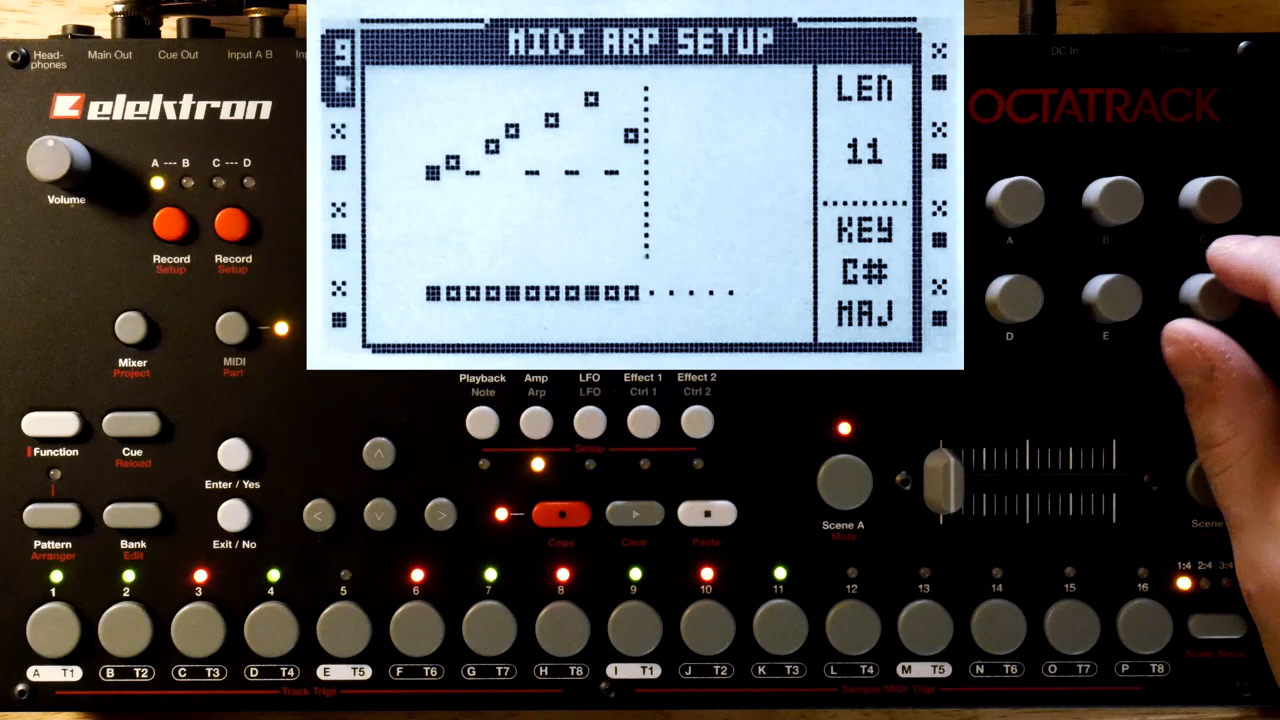 Head-
phones
Main Out
Cue Out
Input A B
DC In
Power
elektron
OCTATRACK
MIDI ARP SETUP
LEN
11
KEY
C#
MAJ
9
Volume
A --- B
C --- D
Record
Setup
Record
Setup
A
B
C
D
E
Mixer
Project
MIDI
Part
Playback
Note
Amp
Arp
LFO
LFO
Effect 1
Ctrl 1
Effect 2
Ctrl 2
Setup
Function
Cue
Reload
Enter / Yes
Exit / No
Pattern
Arranger
Bank
Edit
Copy
Clear
Paste
Scene A
Mute
Scene
1:4 2:4 3:4
1 2 3 4 5 6 7 8 9 10 11 12 13 14 15 16
A T1 B T2 C T3 D T4 E T5 F T6 G T7 H T8 I T1 J T2 K T3 L T4 M T5 N T6 O T7 P T8
Track Trigs
Sample/MIDI Trigs
Scale Setup